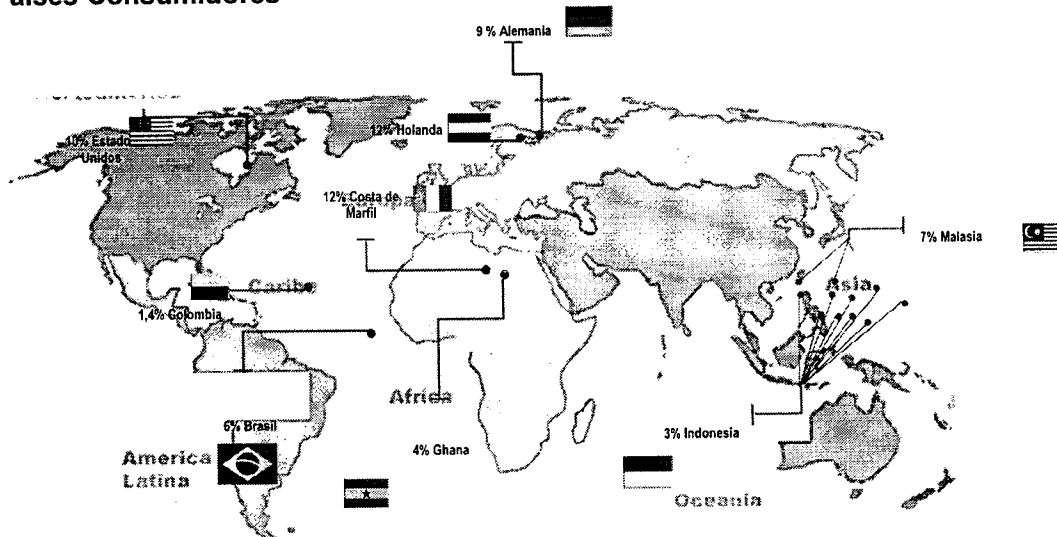 aises Consumidores
9 % Alemania
10% Estado
Unidos
12% Holanda
12% Costa de
Marfil
7% Malasia
Caribe
Asia
1,4% Colombia
Africa
6% Brasil
4% Ghana
3% Indonesia
America
Latina
Oceania